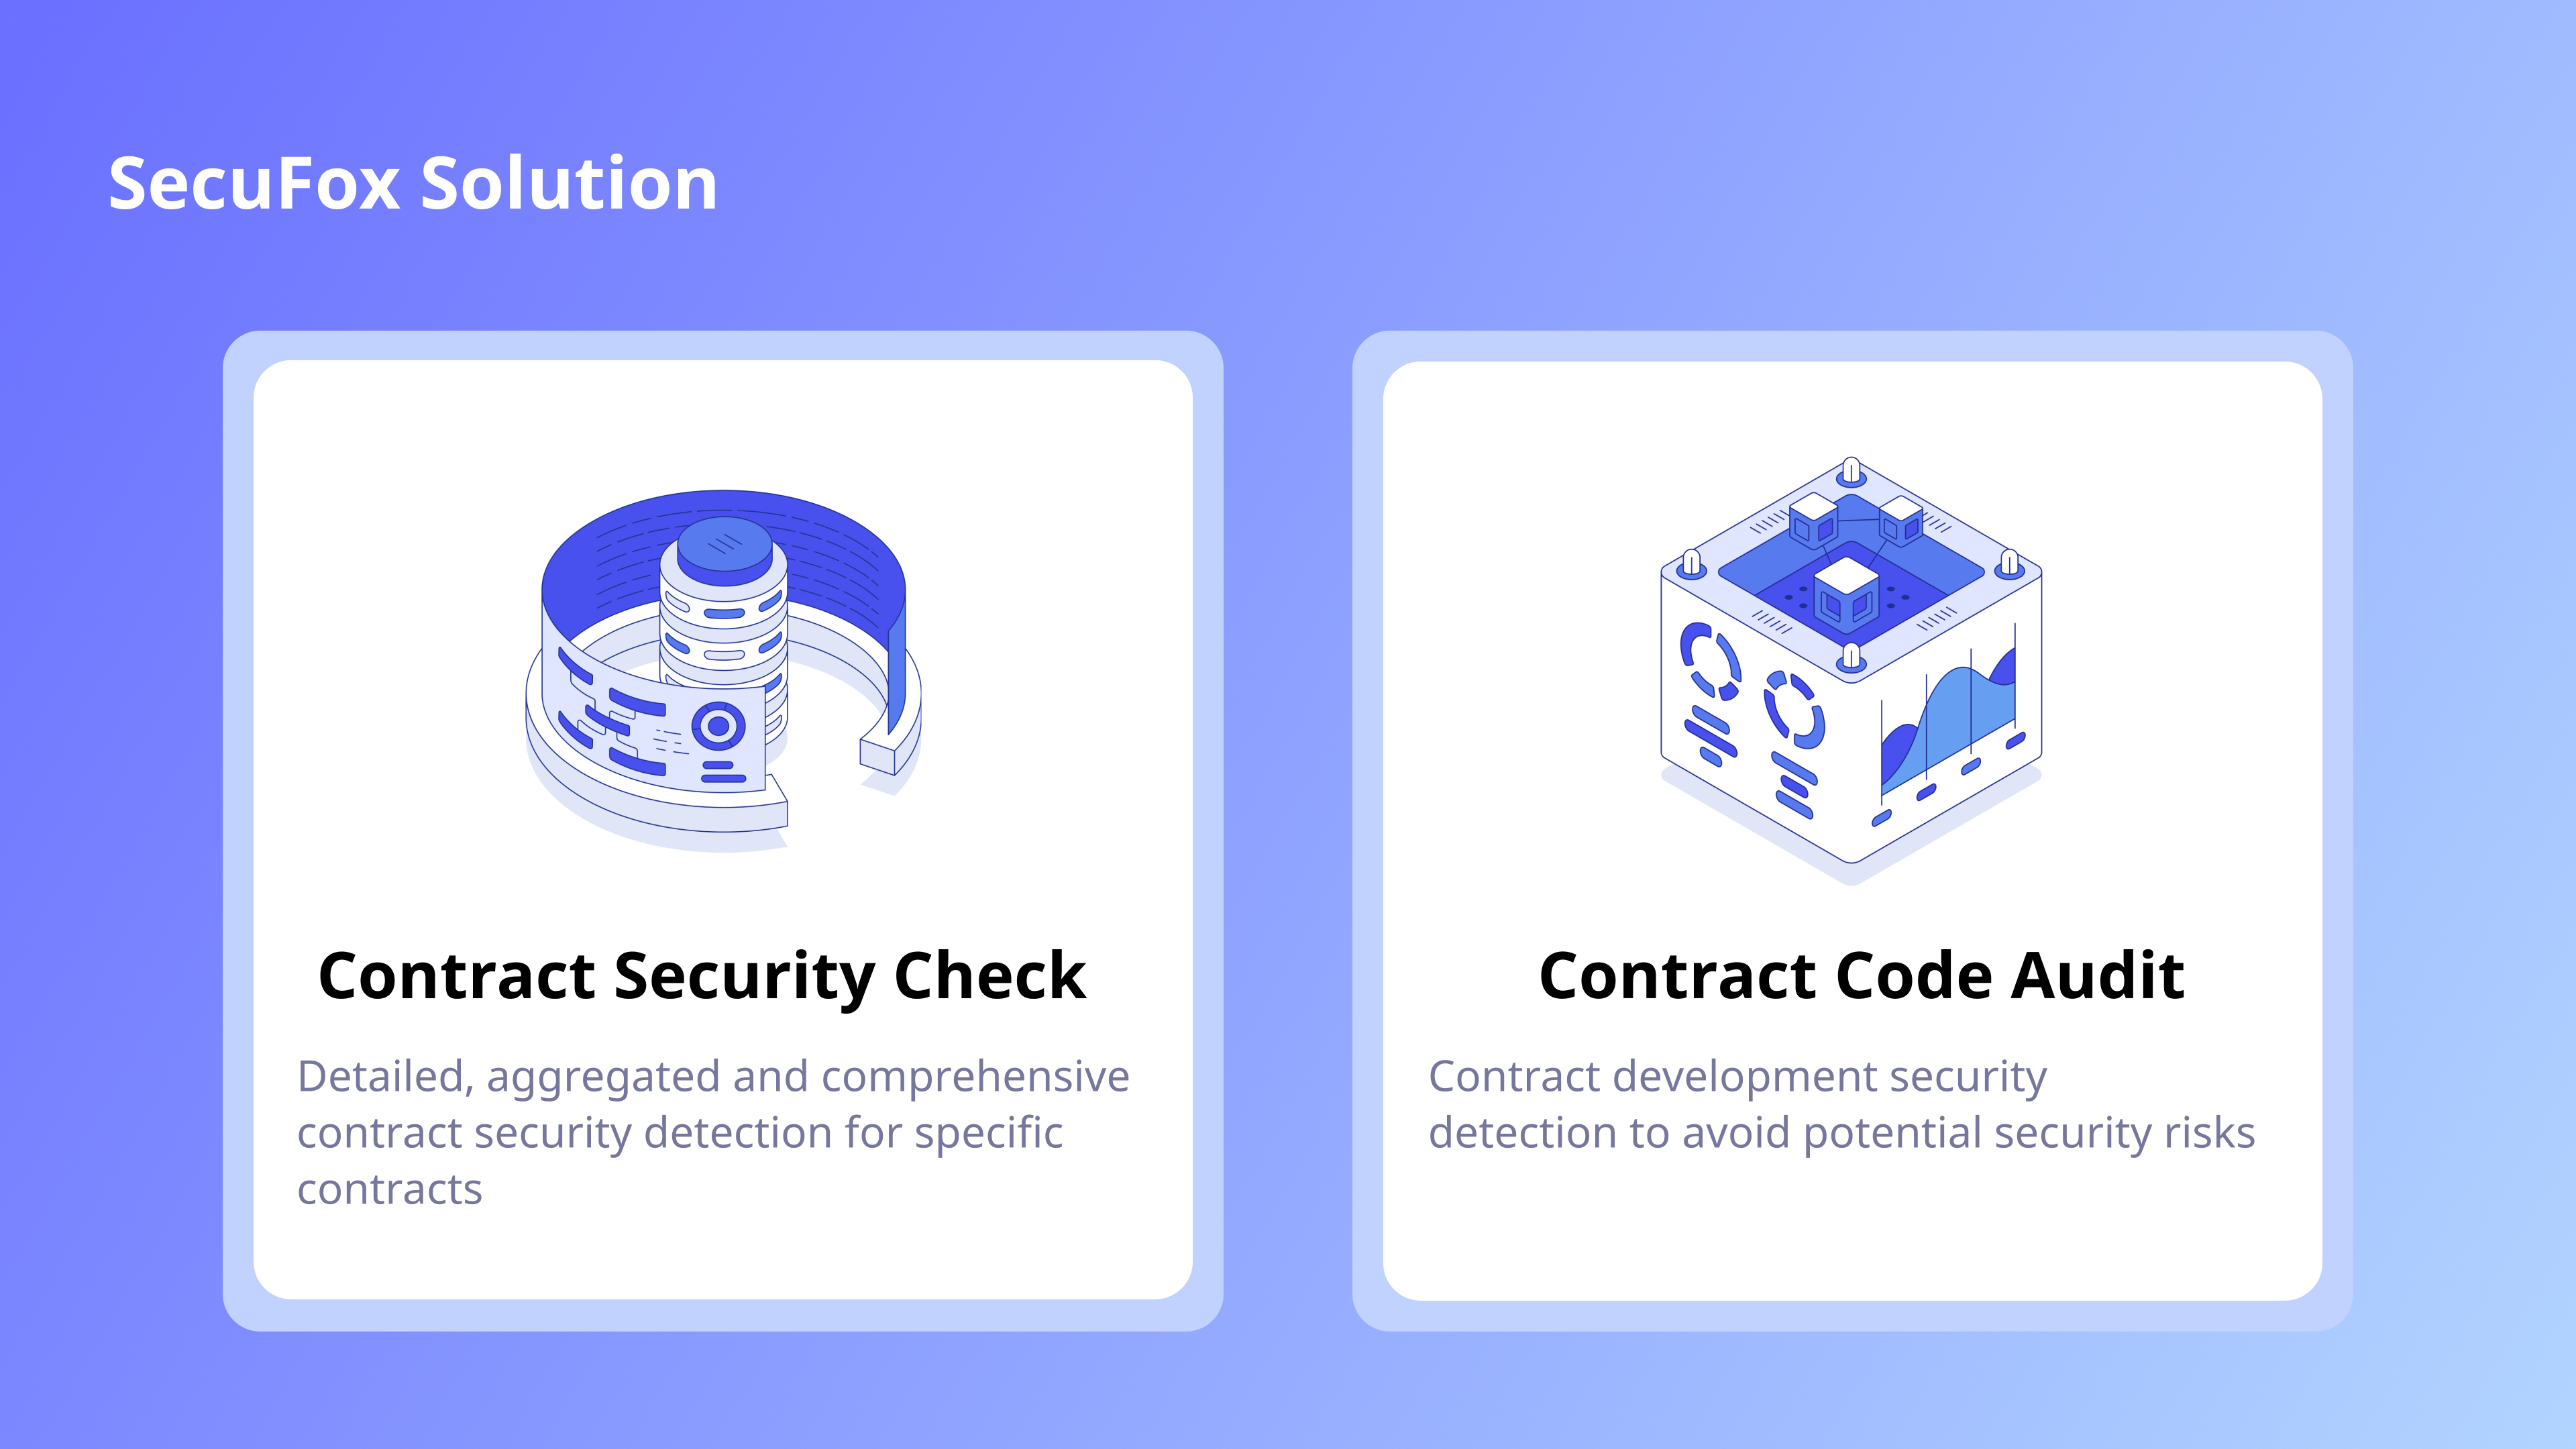 SecuFox Solution
Contract Security Check
Detailed, aggregated and comprehensive
contract security detection for specific
contracts
Contract Code Audit
Contract development security
detection to avoid potential security risks